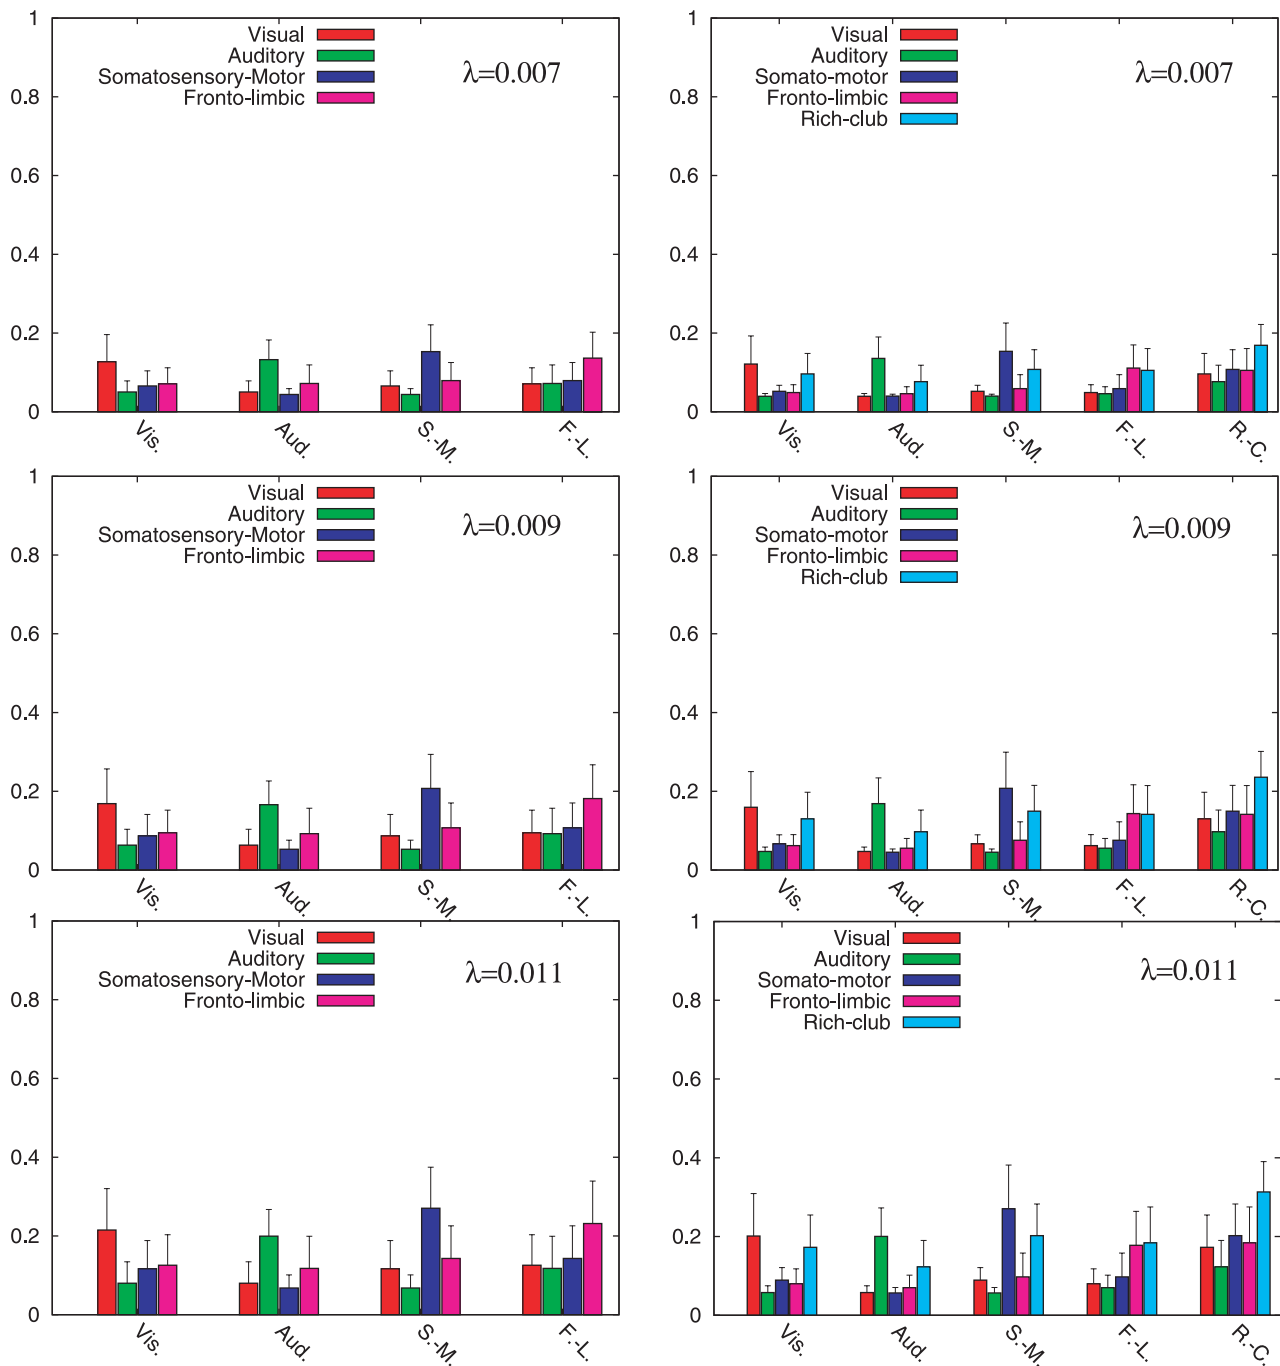 1
0.8
0.6
0.4
0.2
0
Visual
Auditory
Somatosensory-Motor
Fronto-limbic
λ=0.007
Vis.
Aud.
S.-M.
F.-L.
1
0.8
0.6
0.4
0.2
0
Visual
Auditory
Somato-motor
Fronto-limbic
Rich-club
λ=0.007
Vis.
Aud.
S.-M.
F.-L.
R.-C.
1
0.8
0.6
0.4
0.2
0
Visual
Auditory
Somatosensory-Motor
Fronto-limbic
λ=0.009
Vis.
Aud.
S.-M.
F.-L.
1
0.8
0.6
0.4
0.2
0
Visual
Auditory
Somato-motor
Fronto-limbic
Rich-club
λ=0.009
Vis.
Aud.
S.-M.
F.-L.
R.-C.
1
0.8
0.6
0.4
0.2
0
Visual
Auditory
Somatosensory-Motor
Fronto-limbic
λ=0.011
Vis.
Aud.
S.-M.
F.-L.
1
0.8
0.6
0.4
0.2
0
Visual
Auditory
Somato-motor
Fronto-limbic
Rich-club
λ=0.011
Vis.
Aud.
S.-M.
F.-L.
R.-C.